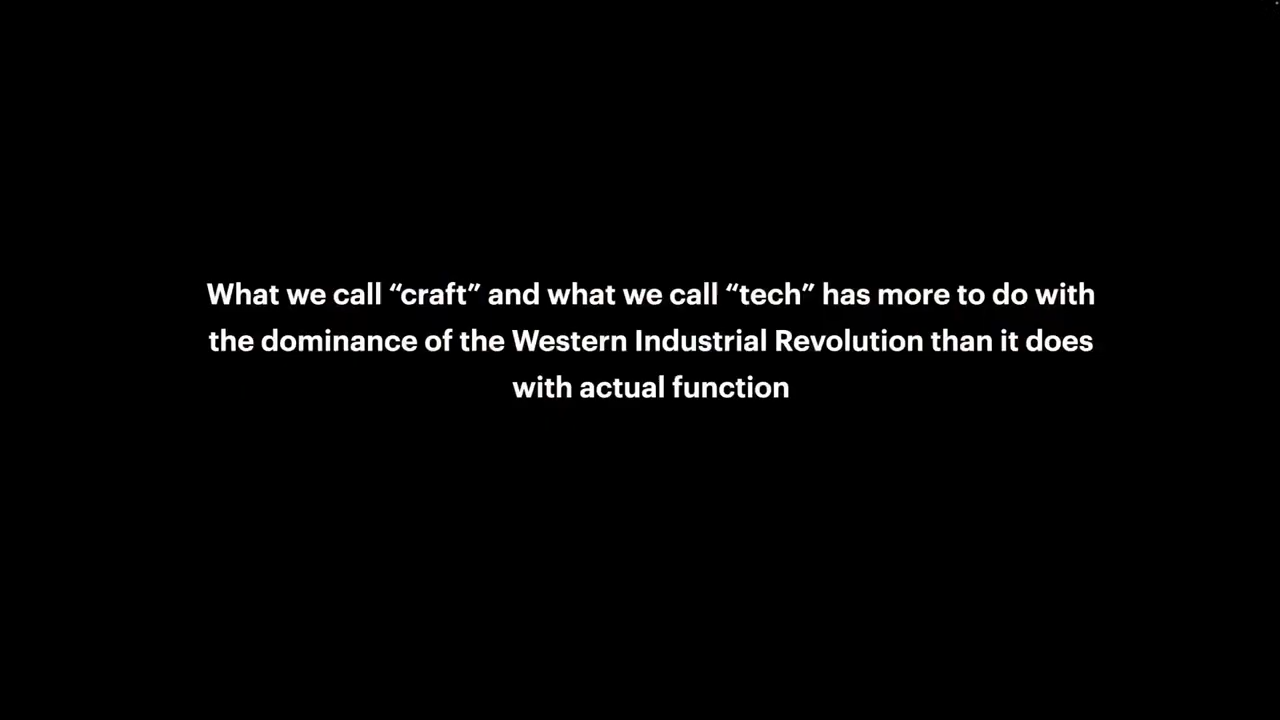 What we call “craft” and what we call “tech” has more to do with
the dominance of the Western Industrial Revolution than it does
with actual function